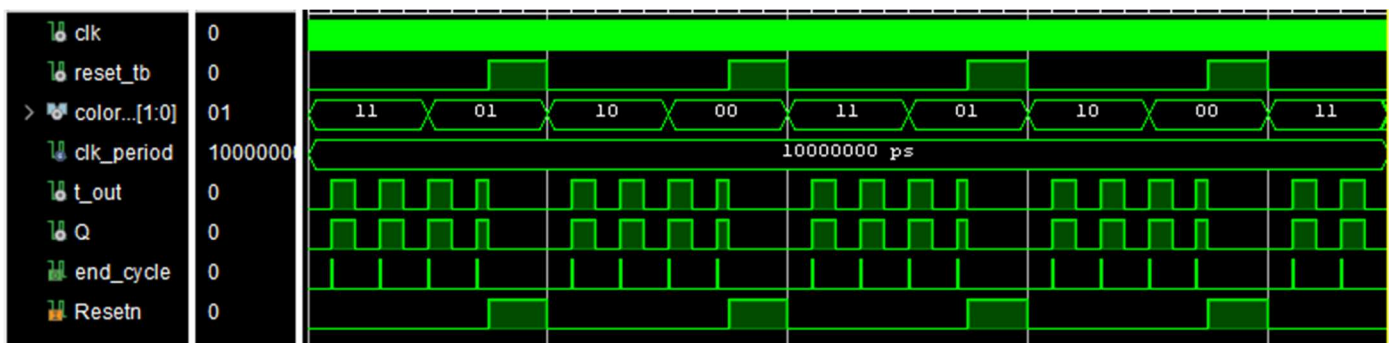 clk 0
reset_tb 0
color...[1:0] 01 11 01 10 00 11 01 10 00 11
clk_period 10000000 10000000 ps
t_out 0
Q 0
end_cycle 0
Resetn 0